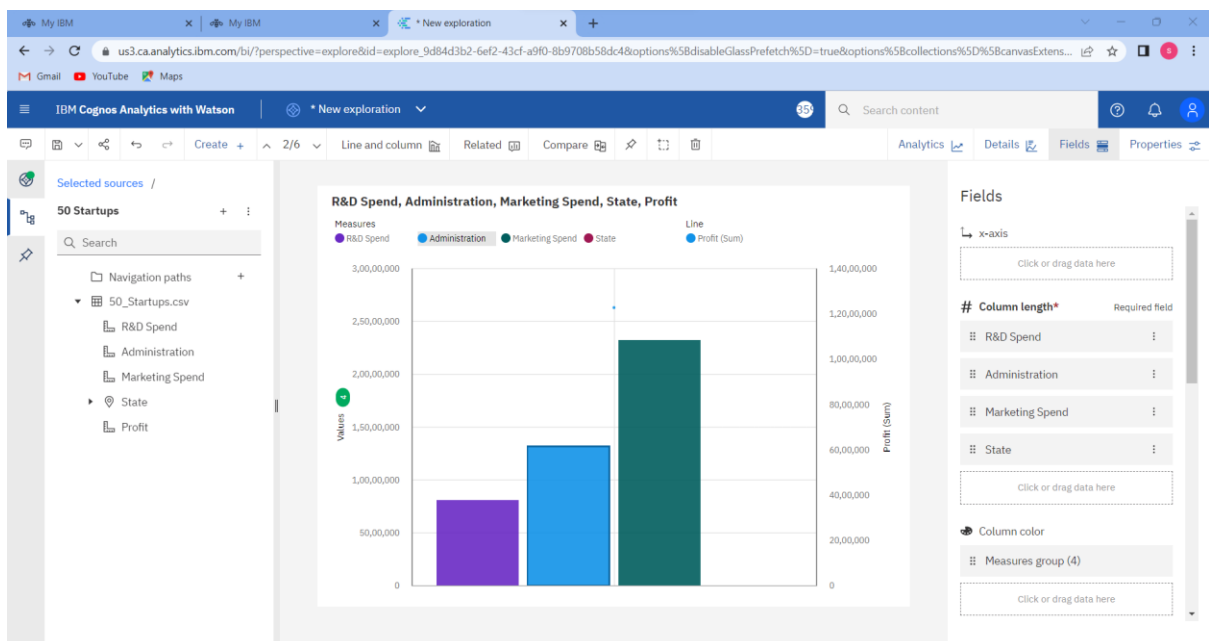 My IBM
My IBM
* New exploration
us3.ca.analytics.ibm.com/bi/?perspective=explore&id=explore_9d84d3b2-6ef2-43cf-a9f0-8b9708b58dc4&options%5BdisableGlassPrefetch%5D=true&options%5Bcollections%5D%5BcanvasExtens...
S
Gmail YouTube Maps
IBM Cognos Analytics with Watson
* New exploration
Search content
Create
2/6
Line and column
Related
Compare
Analytics
Details
Fields
Properties
Selected sources /
50 Startups
Search
Navigation paths
50_Startups.csv
R&D Spend
Administration
Marketing Spend
State
Profit
R&D Spend, Administration, Marketing Spend, State, Profit
Measures
R&D Spend Administration Marketing Spend State
Line
Profit (Sum)
3,00,00,000
2,50,00,000
2,00,00,000
1,50,00,000
1,00,00,000
50,00,000
0
Values
1,40,00,000
1,20,00,000
1,00,00,000
80,00,000
60,00,000
40,00,000
20,00,000
0
Profit (Sum)
Fields
x-axis
Click or drag data here
Column length*
Required field
R&D Spend
Administration
Marketing Spend
State
Click or drag data here
Column color
Measures group (4)
Click or drag data here